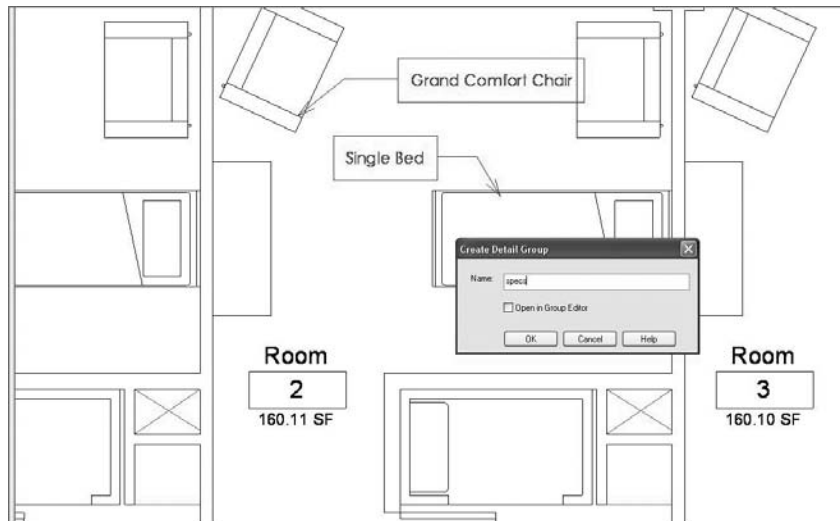 Grand Comfort Chair
Single Bed
Create Detail Group
Name:
specs
Open in Group Editor
OK
Cancel
Help
Room
2
160.11 SF
Room
3
160.10 SF